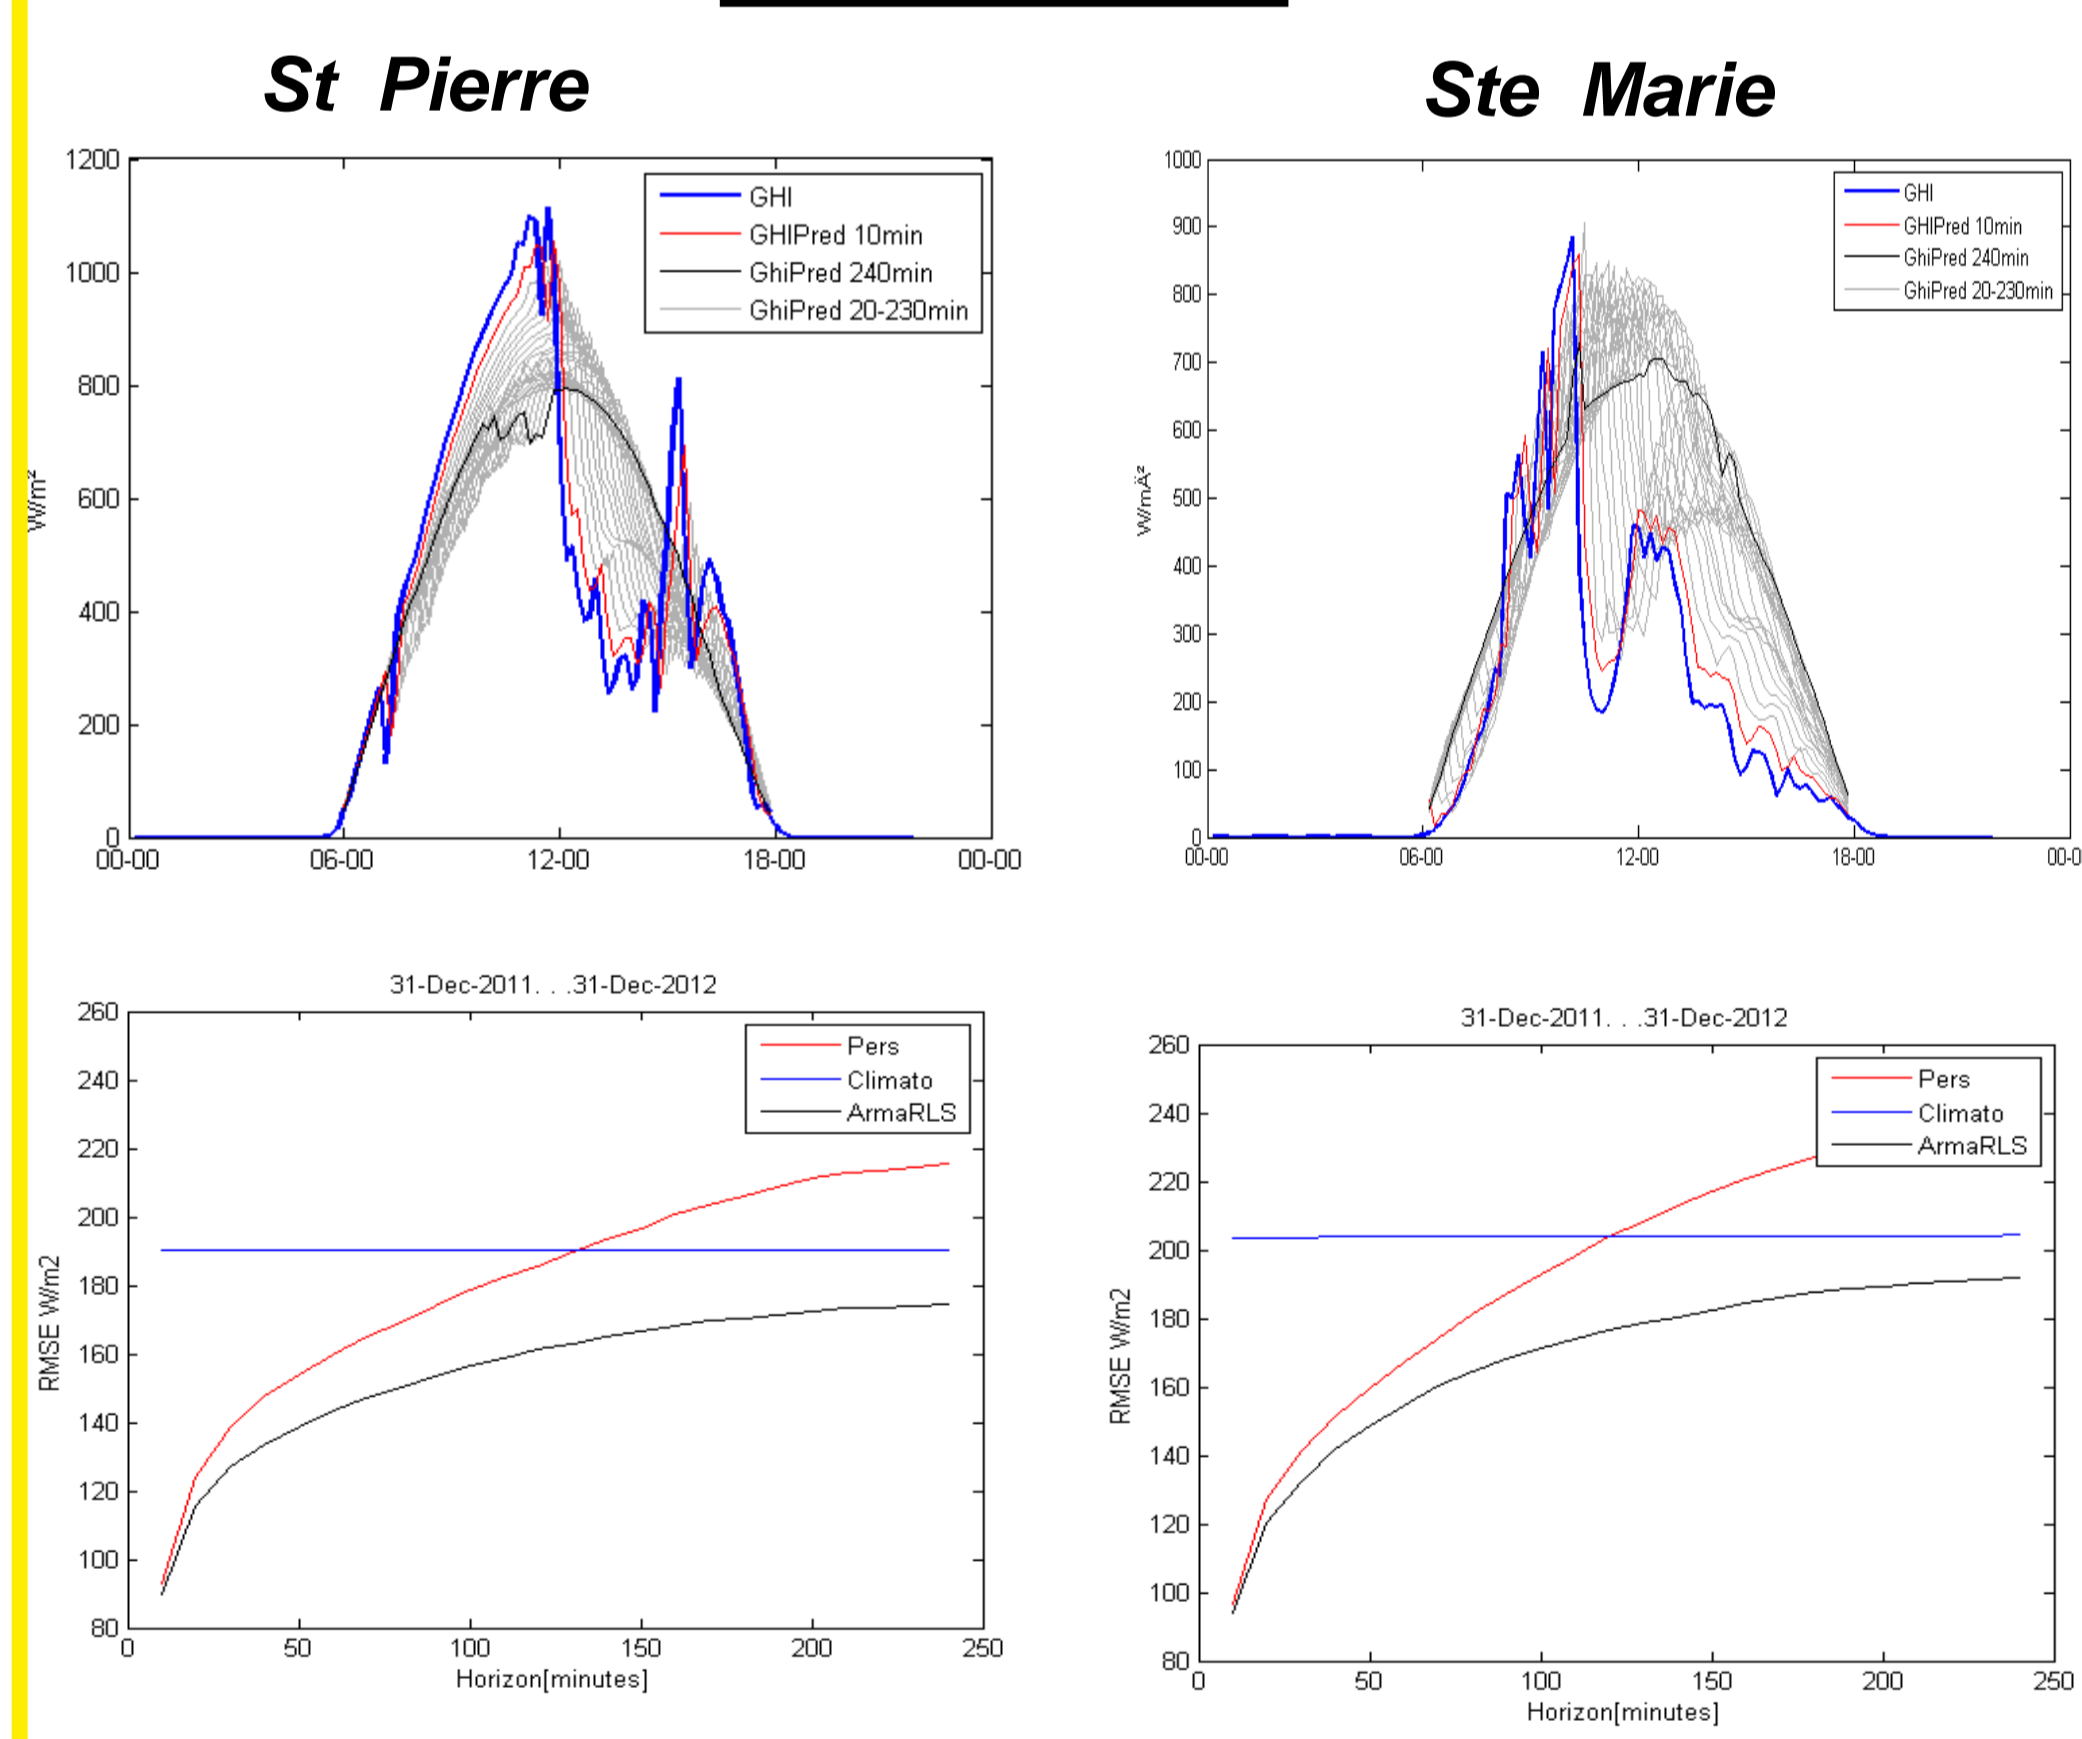 St Pierre
Ste Marie
1200
1000
800
600
400
200
0
W/m²
00-00
06-00
12-00
18-00
00-00
GHI
GHIPred 10min
GhiPred 240min
GhiPred 20-230min
1000
900
800
700
600
500
400
300
200
100
0
W/mÂ²
00-00
06-00
12-00
18-00
00-0
GHI
GHIPred 10min
GhiPred 240min
GhiPred 20-230min
31-Dec-2011. . .31-Dec-2012
260
240
220
200
180
160
140
120
100
80
RMSE W/m2
0
50
100
150
200
250
Horizon[minutes]
Pers
Climato
ArmaRLS
31-Dec-2011. . .31-Dec-2012
260
240
220
200
180
160
140
120
100
80
RMSE W/m2
0
50
100
150
200
250
Horizon[minutes]
Pers
Climato
ArmaRLS